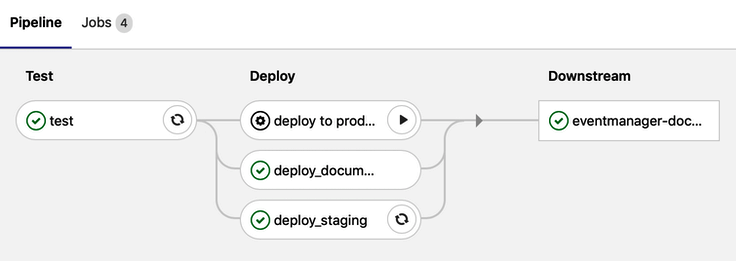 Pipeline Jobs 4
Test Deploy Downstream
test deploy to prod... eventmanager-doc...
deploy_docum...
deploy_staging